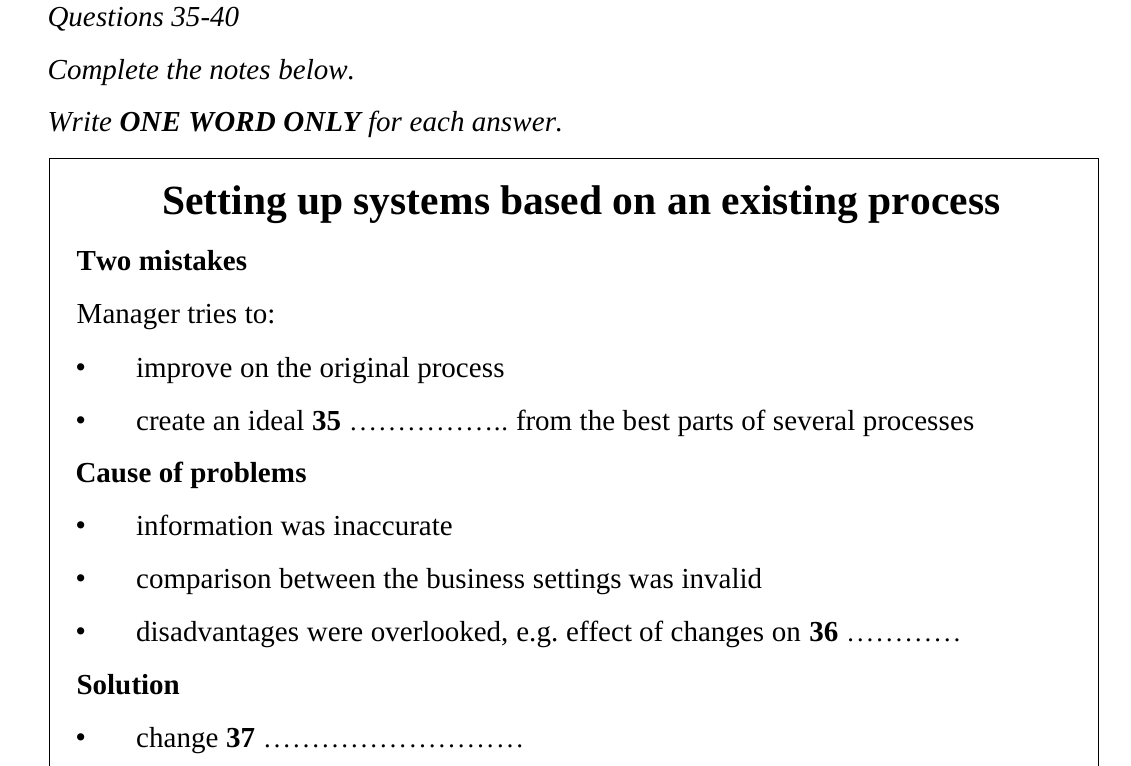 Questions 35-40
Complete the notes below.
Write ONE WORD ONLY for each answer.
Setting up systems based on an existing process
Two mistakes
Manager tries to:
• improve on the original process
• create an ideal 35 …………….. from the best parts of several processes
Cause of problems
• information was inaccurate
• comparison between the business settings was invalid
• disadvantages were overlooked, e.g. effect of changes on 36 …………
Solution
• change 37 ………………………